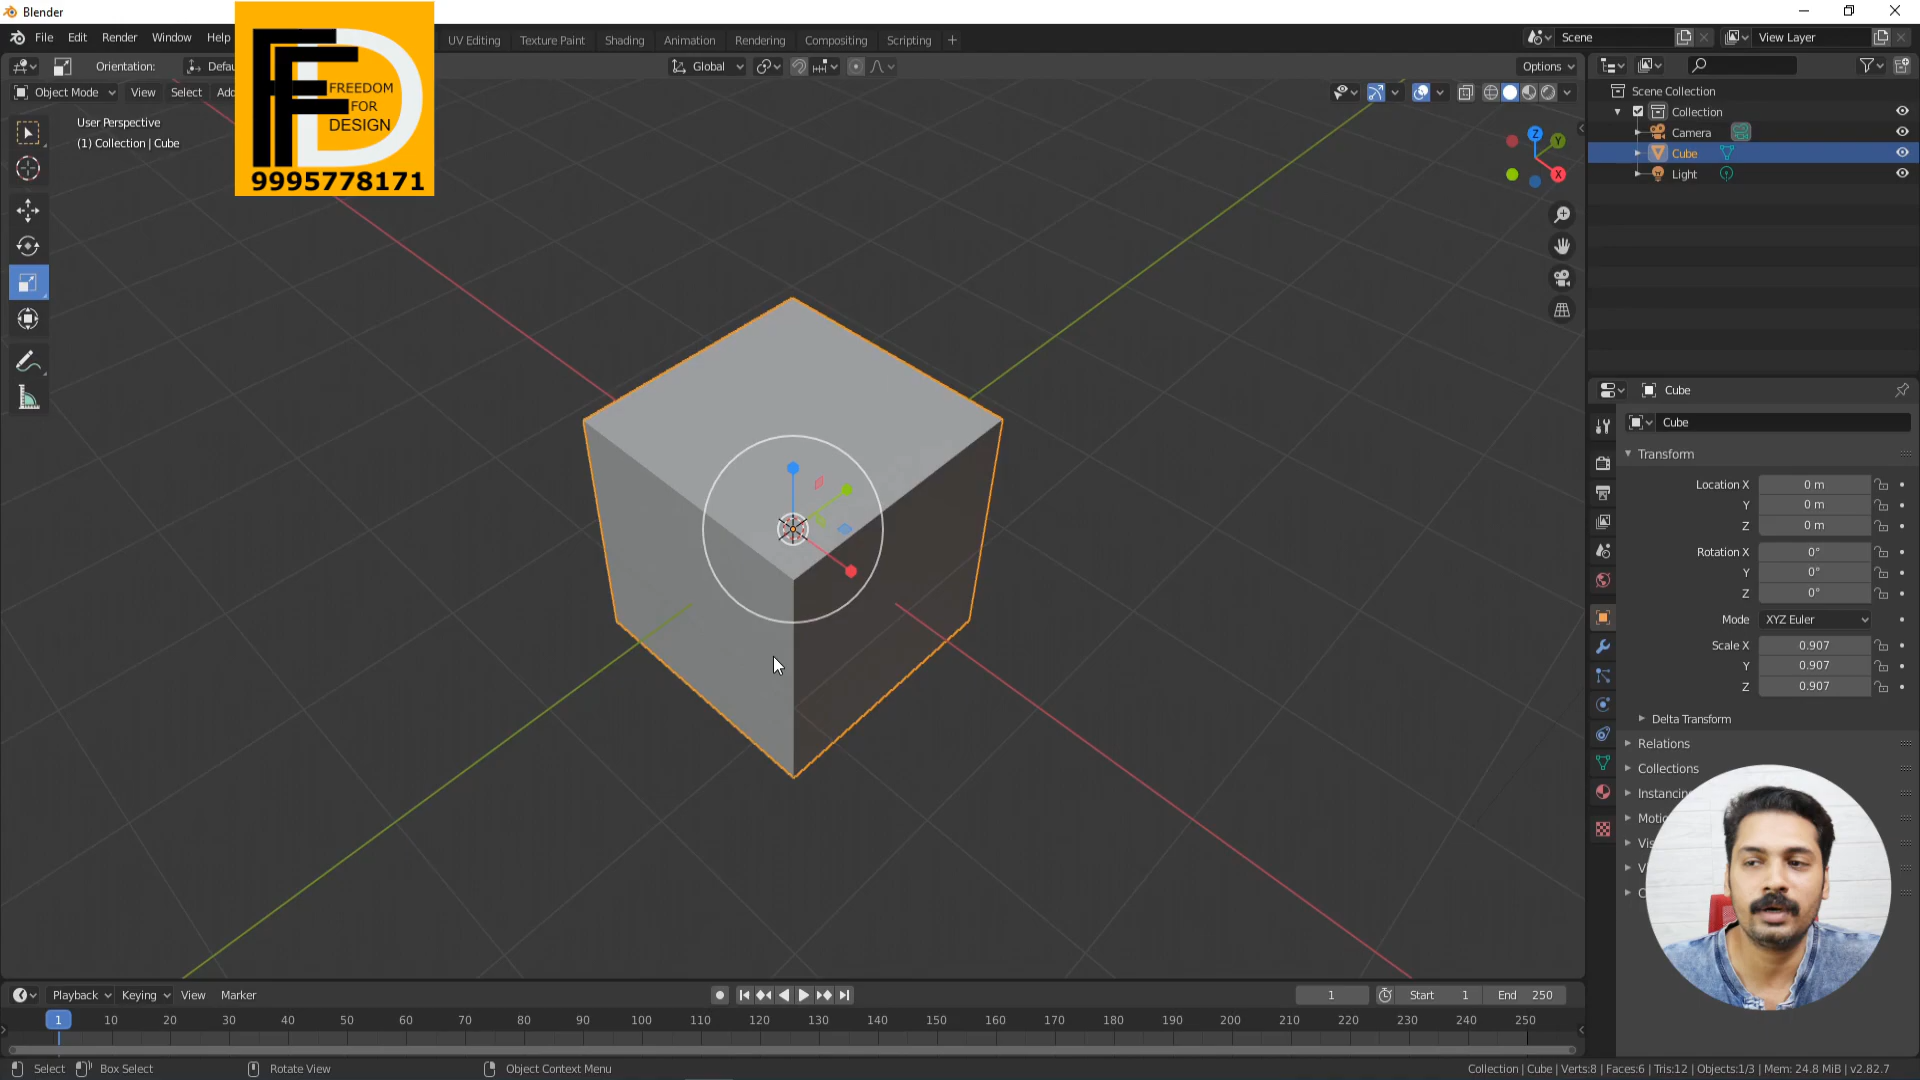 Blender
File Edit Render Window Help
UV Editing Texture Paint Shading Animation Rendering Compositing Scripting
Scene
View Layer
Orientation:
Global
Options
Object Mode View Select
User Perspective
(1) Collection | Cube
FREEDOM
FOR
DESIGN
9995778171
Z
Y
X
Scene Collection
Collection
Camera
Cube
Light
Cube
Cube
Transform
Location X 0 m
Y 0 m
Z 0 m
Rotation X 0°
Y 0°
Z 0°
Mode XYZ Euler
Scale X 0.907
Y 0.907
Z 0.907
Delta Transform
Relations
Collections
Playback Keying View Marker
1
Start 1
End 250
1 10 20 30 40 50 60 70 80 90 100 110 120 130 140 150 160 170 180 190 200 210 220 230 240 250
Select Box Select Rotate View Object Context Menu
Collection | Cube | Verts:8 | Faces:6 | Tris:12 | Objects:1/3 | Mem: 24.8 MiB | v2.82.7